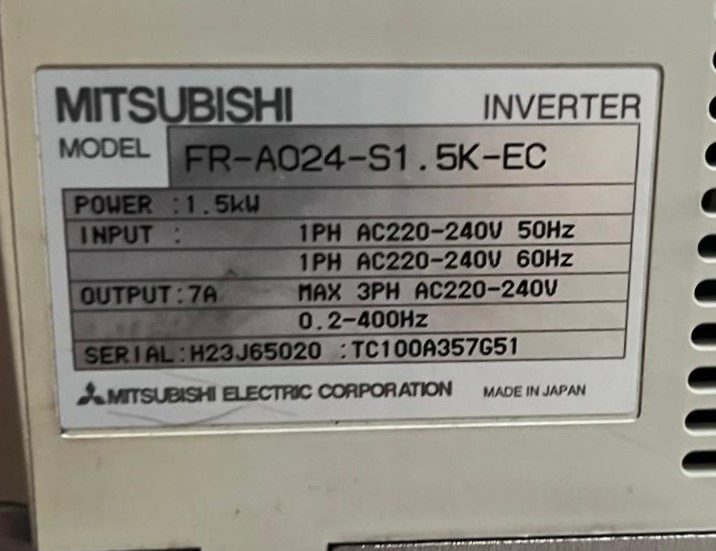 MITSUBISHI INVERTER
MODEL FR-A024-S1.5K-EC
POWER :1.5kW
INPUT : 1PH AC220-240V 50Hz
1PH AC220-240V 60Hz
OUTPUT:7A MAX 3PH AC220-240V
0.2-400Hz
SERIAL:H23J65020 :TC100A357G51
MITSUBISHI ELECTRIC CORPORATION MADE IN JAPAN